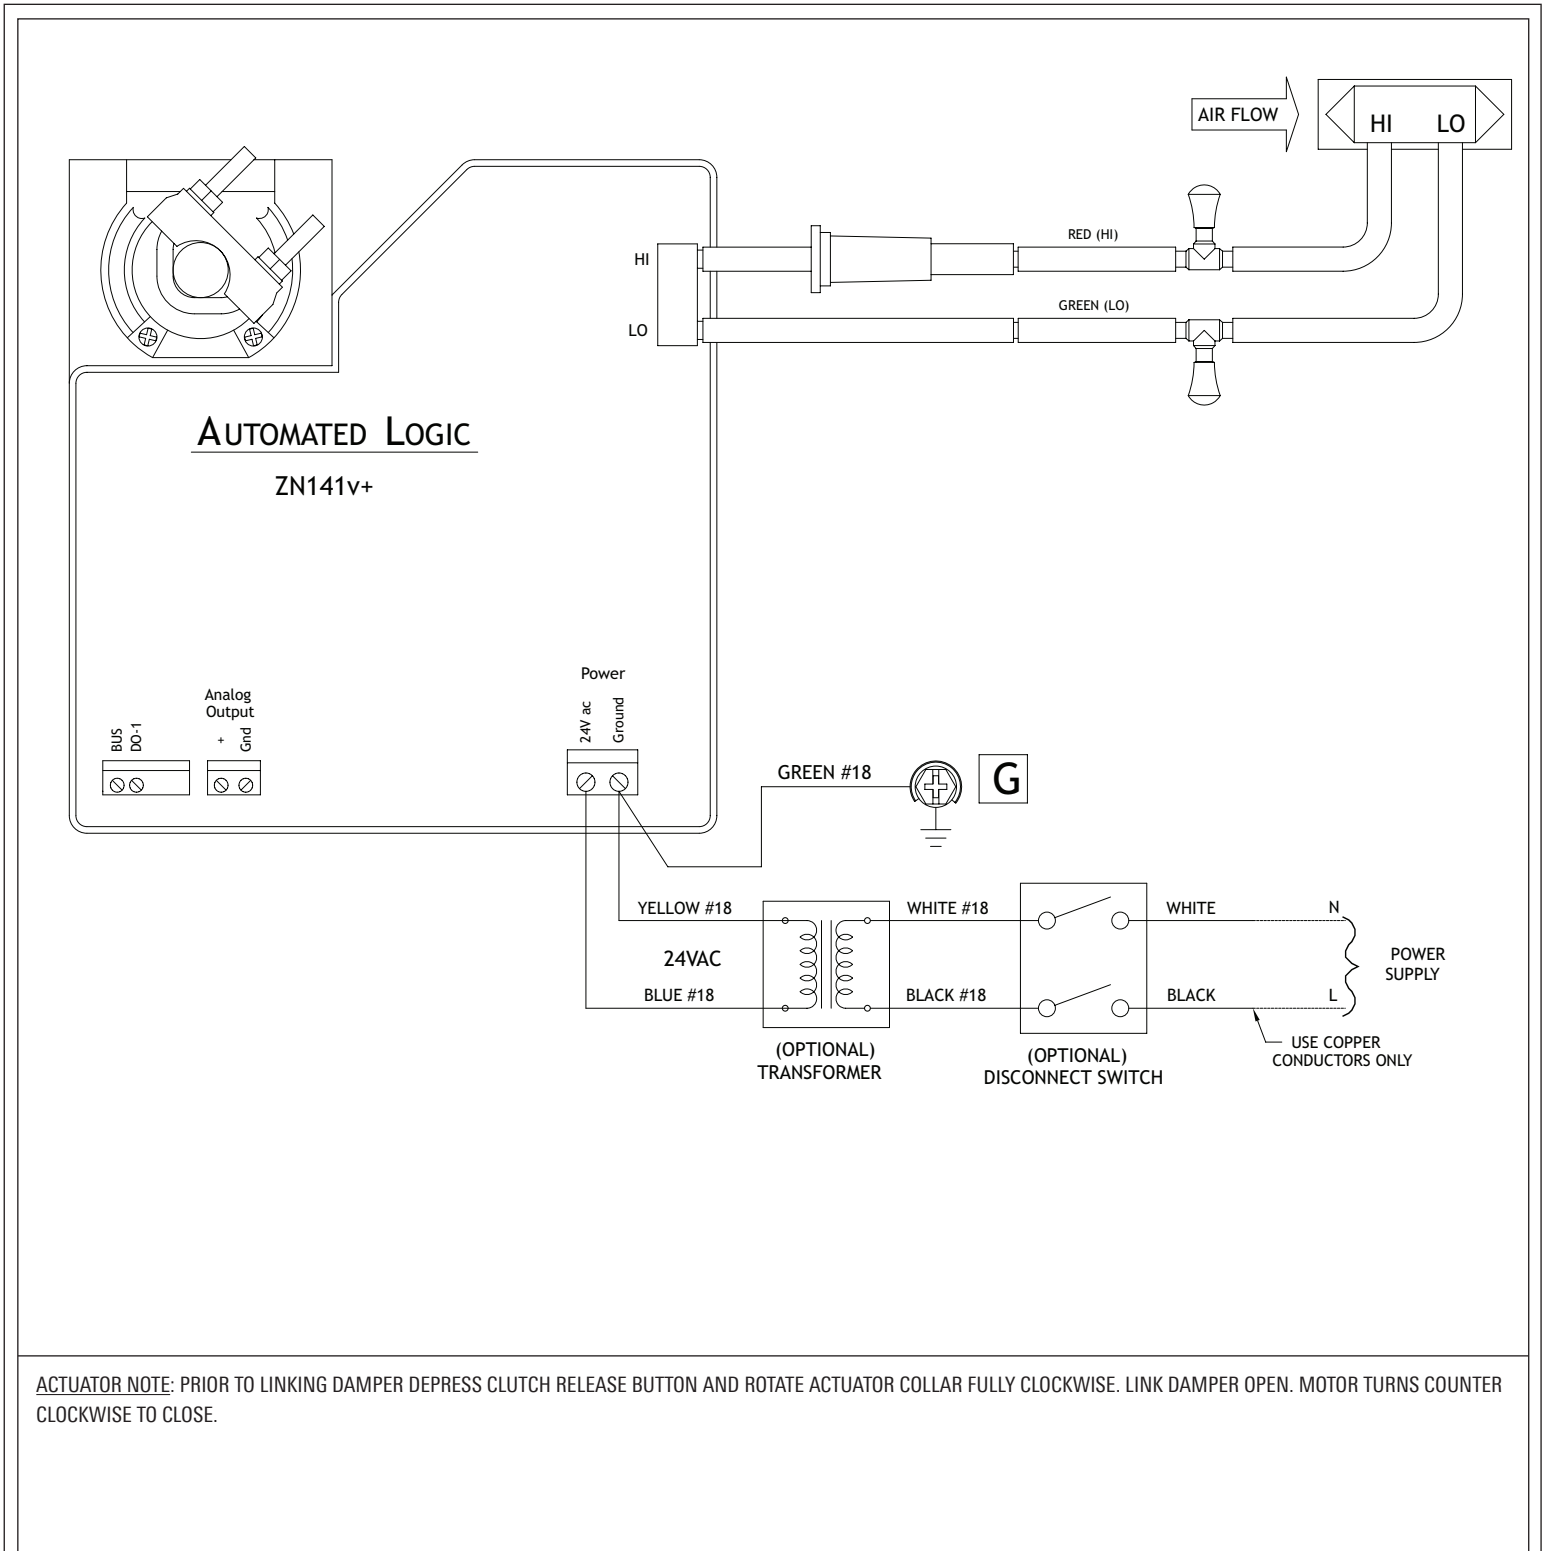 AIR FLOW
HI LO
RED (HI)
HI
GREEN (LO)
LO
AUTOMATED LOGIC
ZN141v+
Power
24V ac
Ground
Analog
Output
+
Gnd
BUS
DO-1
GREEN #18
G
YELLOW #18
WHITE #18
WHITE
N
24VAC
POWER
SUPPLY
BLUE #18
BLACK #18
BLACK
L
(OPTIONAL)
TRANSFORMER
(OPTIONAL)
DISCONNECT SWITCH
USE COPPER
CONDUCTORS ONLY
ACTUATOR NOTE: PRIOR TO LINKING DAMPER DEPRESS CLUTCH RELEASE BUTTON AND ROTATE ACTUATOR COLLAR FULLY CLOCKWISE. LINK DAMPER OPEN. MOTOR TURNS COUNTER
CLOCKWISE TO CLOSE.